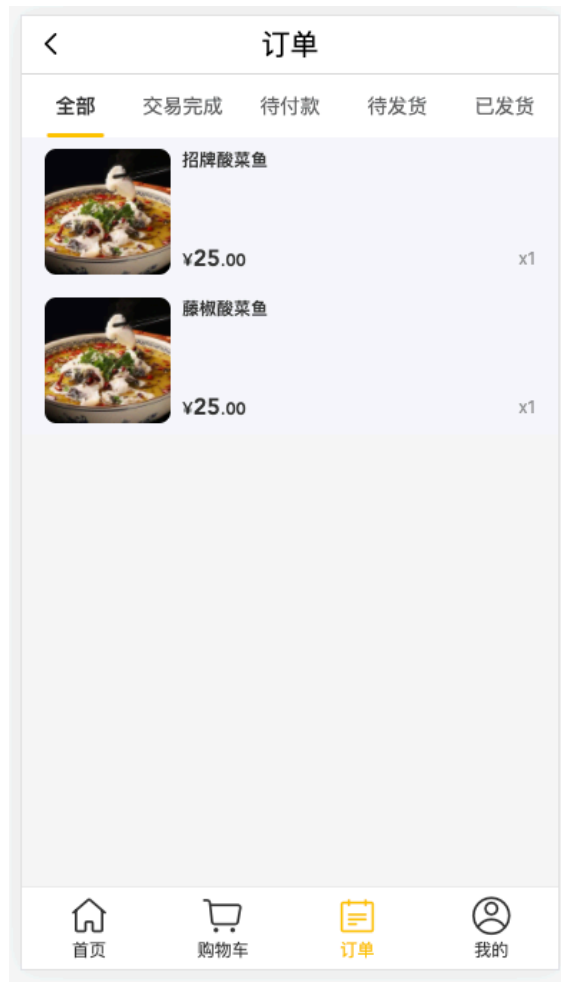 订单
全部 交易完成 待付款 待发货 已发货
招牌酸菜鱼
¥25.00 x1
藤椒酸菜鱼
¥25.00 x1
首页 购物车 订单 我的